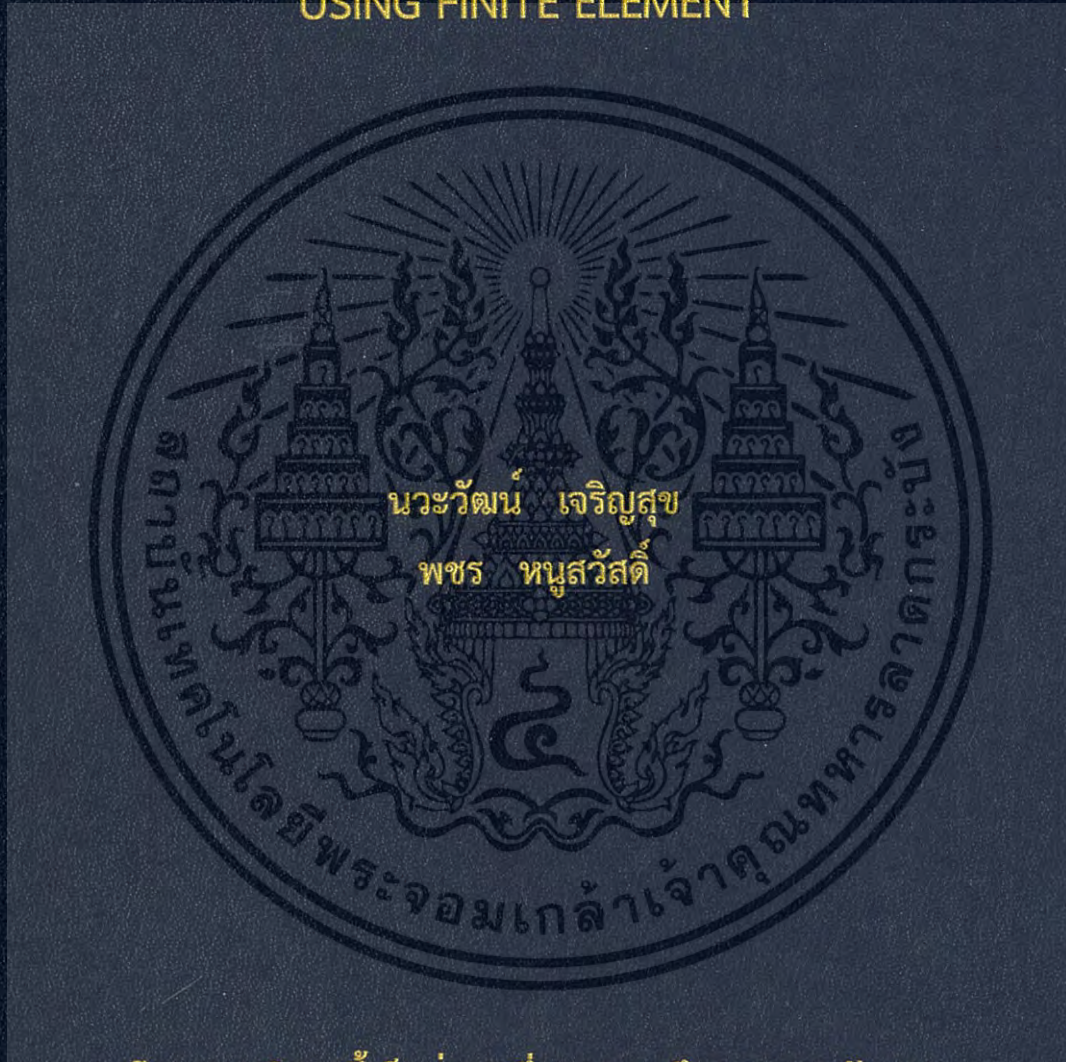 USING FINITE ELEMENT
นวะวัฒน์ เจริญสุข
พชร หนูสวัสดิ์
สถาบันเทคโนโลยีพระจอมเกล้าเจ้าคุณทหารลาดกระบัง
๔